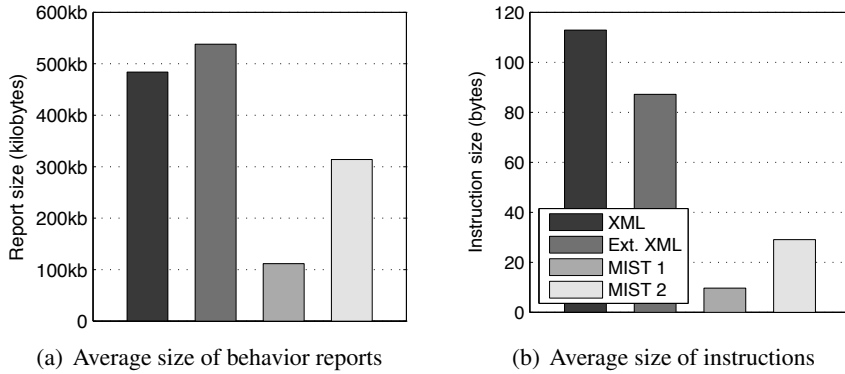 600kb
500kb
400kb
300kb
200kb
100kb
0
Report size (kilobytes)
(a) Average size of behavior reports
120
100
80
60
40
20
0
Instruction size (bytes)
XML
Ext. XML
MIST 1
MIST 2
(b) Average size of instructions